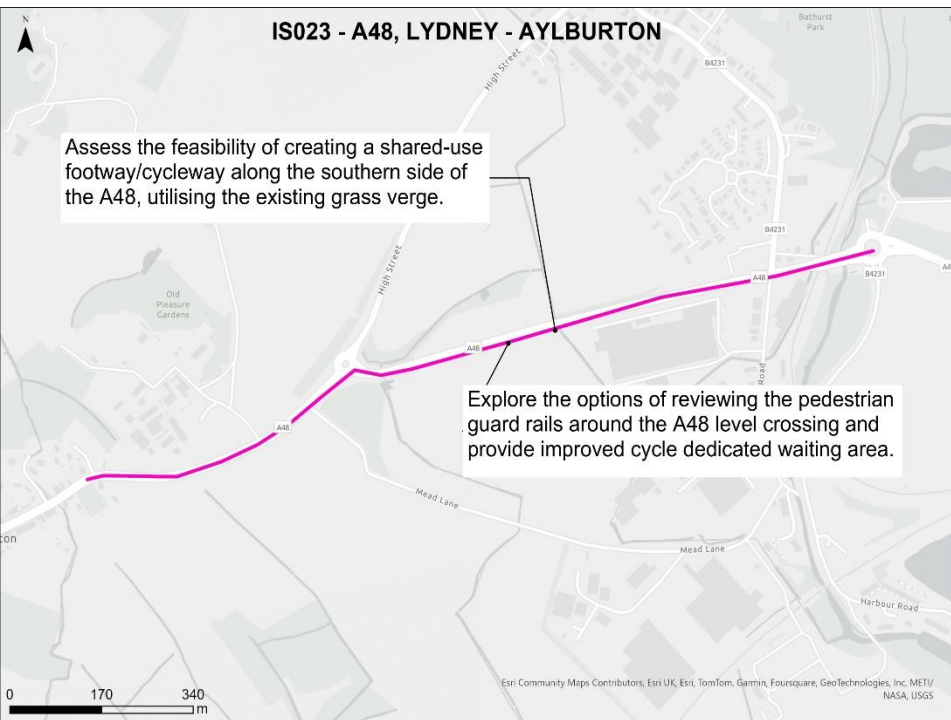 IS023 - A48, LYDNEY - AYLBURTON
N
Bathurst
Park
B4231
High Street
Assess the feasibility of creating a shared-use
footway/cycleway along the southern side of
the A48, utilising the existing grass verge.
B4231
High Street
B4231
A4
A48
Old
Pleasure
Gardens
A48
Explore the options of reviewing the pedestrian
guard rails around the A48 level crossing and
provide improved cycle dedicated waiting area.
Road
A48
Mead Lane
ton
Mead Lane
Harbour Road
Esri Community Maps Contributors, Esri UK, Esri, TomTom, Garmin, Foursquare, GeoTechnologies, Inc, METI/
NASA, USGS
0 170 340
m